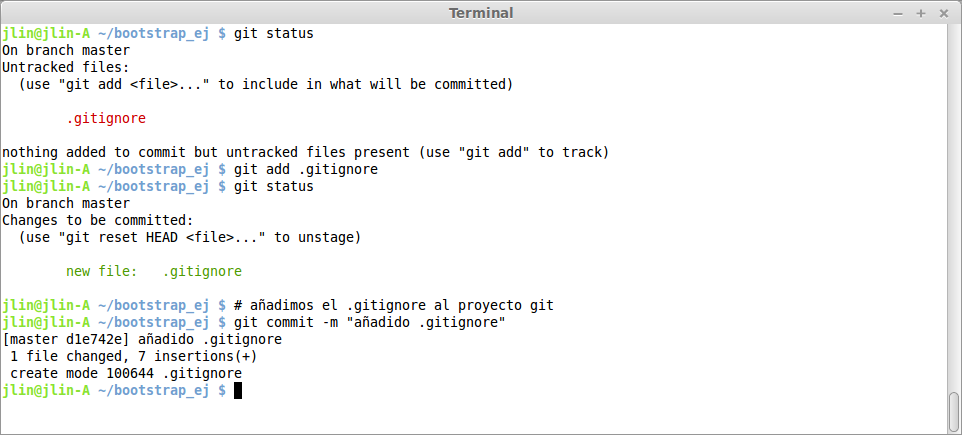 Terminal
jlin@jlin-A ~/bootstrap_ej $ git status
On branch master
Untracked files:
  (use "git add <file>..." to include in what will be committed)

        .gitignore

nothing added to commit but untracked files present (use "git add" to track)
jlin@jlin-A ~/bootstrap_ej $ git add .gitignore
jlin@jlin-A ~/bootstrap_ej $ git status
On branch master
Changes to be committed:
  (use "git reset HEAD <file>..." to unstage)

        new file:   .gitignore

jlin@jlin-A ~/bootstrap_ej $ # añadimos el .gitignore al proyecto git
jlin@jlin-A ~/bootstrap_ej $ git commit -m "añadido .gitignore"
[master d1e742e] añadido .gitignore
 1 file changed, 7 insertions(+)
 create mode 100644 .gitignore
jlin@jlin-A ~/bootstrap_ej $